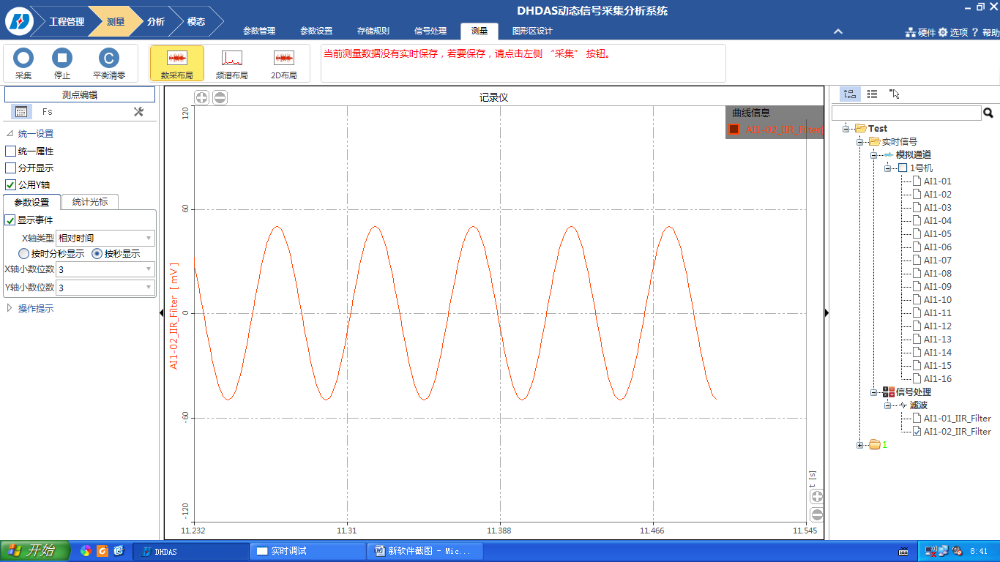 DHDAS动态信号采集分析系统
工程管理 测量 分析 模态
参数管理 参数设置 存储规则 信号处理 测量 图形区设计
硬件 选项 ? 帮助
采集 停止 平衡清零 数采布局 频谱布局 2D布局
当前测量数据没有实时保存，若要保存，请点击左侧 “采集” 按钮。
测点编辑
Fs
统一设置
统一属性
分开显示
公用Y轴
参数设置 统计光标
显示事件
X轴类型 相对时间
按时分秒显示 按秒显示
X轴小数位数 3
Y轴小数位数 3
操作提示
记录仪
曲线信息
AI1-02_IIR_Filter[
120
60
0
-60
-120
AI1-02_IIR_Filter [ mV ]
11.232 11.31 11.388 11.466 11.545
t [s]
Test
实时信号
模拟通道
1号机
AI1-01
AI1-02
AI1-03
AI1-04
AI1-05
AI1-06
AI1-07
AI1-08
AI1-09
AI1-10
AI1-11
AI1-12
AI1-13
AI1-14
AI1-15
AI1-16
信号处理
滤波
AI1-01_IIR_Filter
AI1-02_IIR_Filter
1
开始 DHDAS 实时调试 新软件截图 - Mic... 8:41